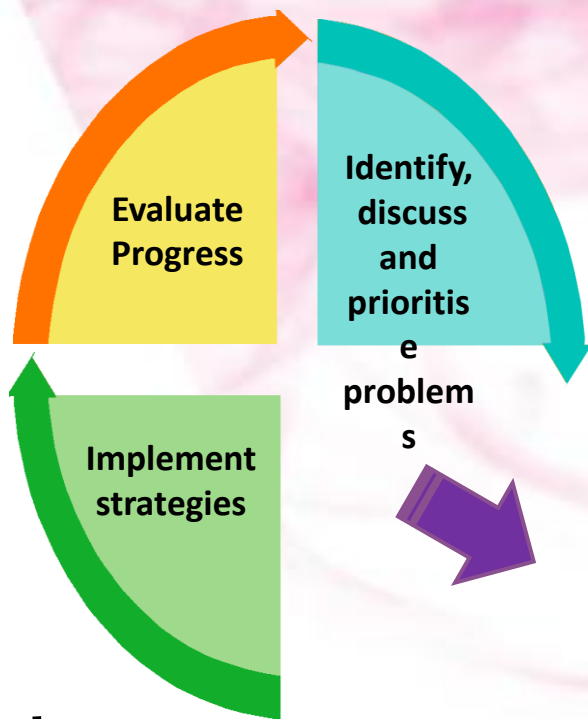 Evaluate
Progress
Identify,
discuss
and
prioritis
e
problem
s
Implement
strategies